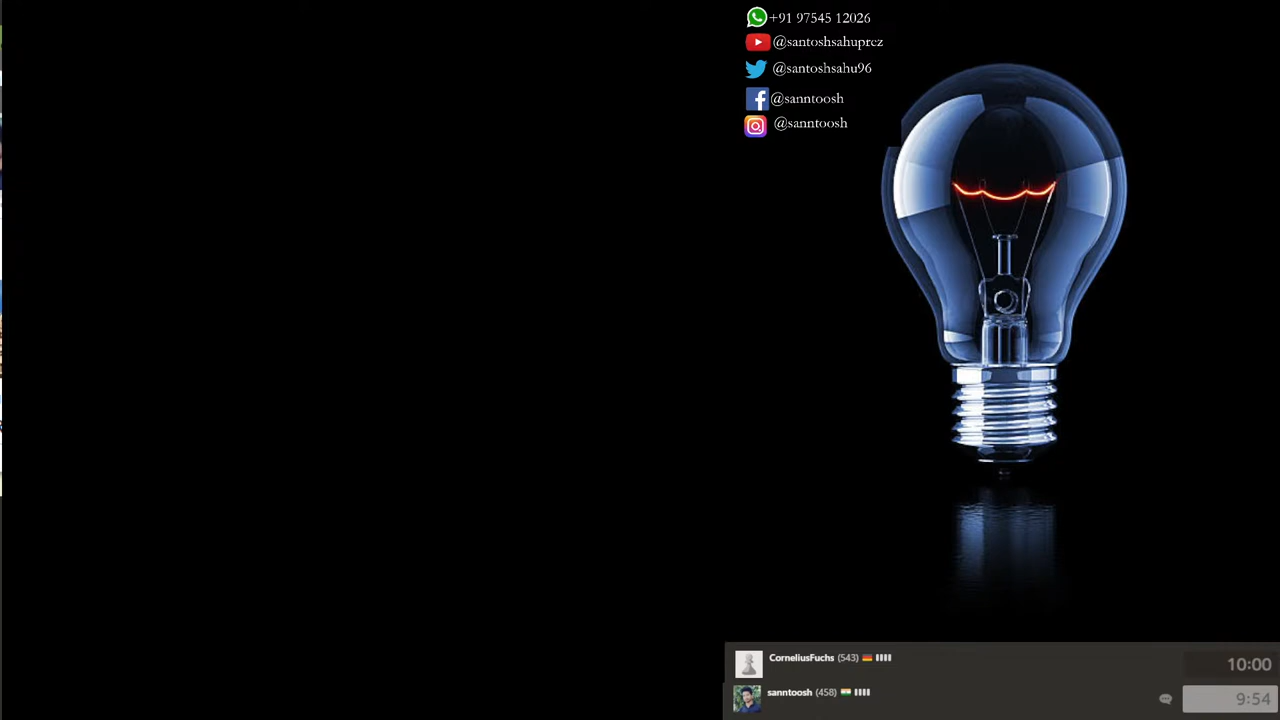 +91 97545 12026
@santoshsahuprcz
@santoshsahu96
@sanntoosh
@sanntoosh
CorneliusFuchs (543)
10:00
sanntoosh (458)
9:54